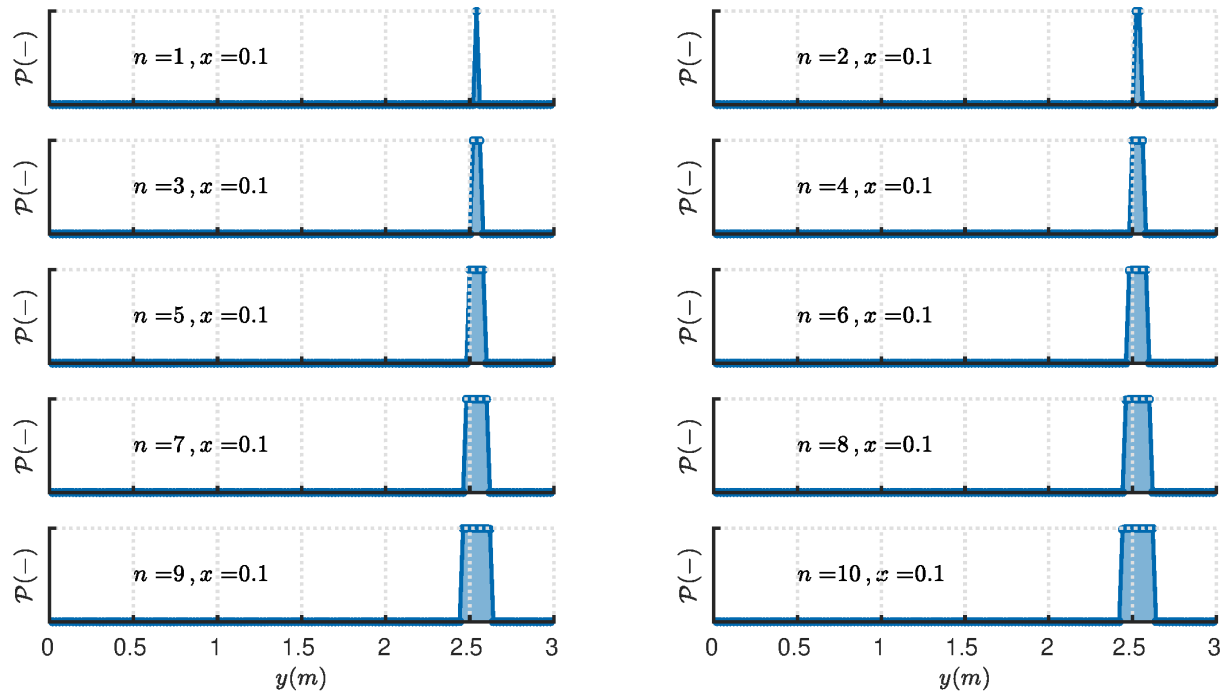 𝒫(−) n =1 , x =0.1
𝒫(−) n =2 , x =0.1
𝒫(−) n =3 , x =0.1
𝒫(−) n =4 , x =0.1
𝒫(−) n =5 , x =0.1
𝒫(−) n =6 , x =0.1
𝒫(−) n =7 , x =0.1
𝒫(−) n =8 , x =0.1
𝒫(−) n =9 , x =0.1
𝒫(−) n =10 , x =0.1
0 0.5 1 1.5 2 2.5 3
y(m)
0 0.5 1 1.5 2 2.5 3
y(m)